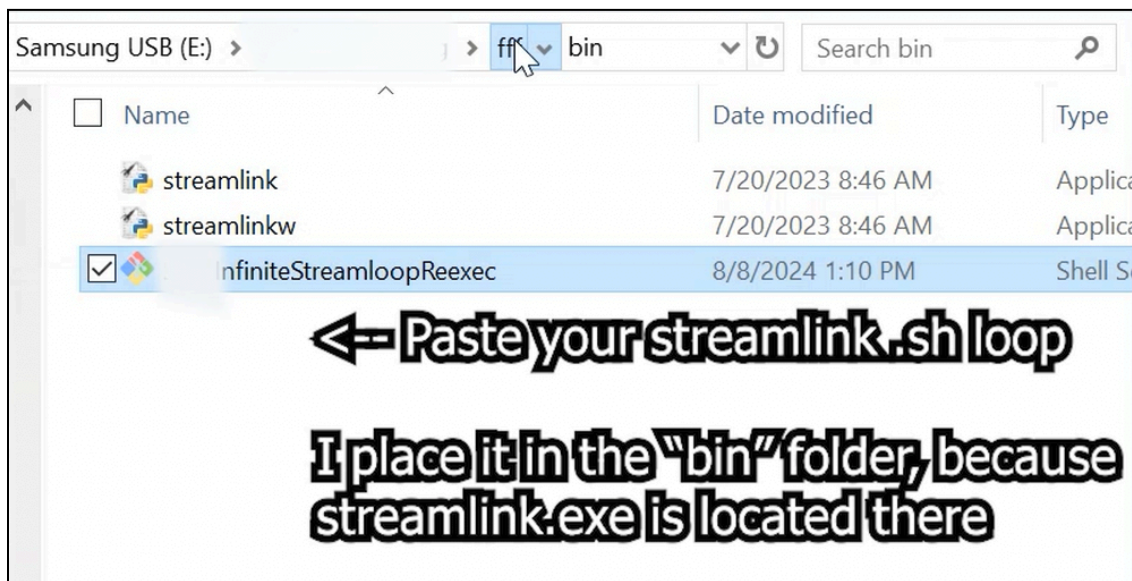 Samsung USB (E:) > > fff bin Search bin
Name Date modified Type
streamlink 7/20/2023 8:46 AM Applica
streamlinkw 7/20/2023 8:46 AM Applica
nfiniteStreamloopReexec 8/8/2024 1:10 PM Shell S
<-- Paste your streamlink .sh loop
I place it in the “bin” folder, because
streamlink.exe is located there